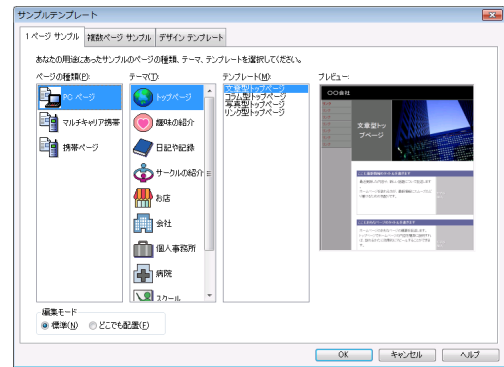 サンプルテンプレート
1ページ サンプル 複数ページ サンプル デザイン テンプレート
あなたの用途にあったサンプルのページの種類、テーマ、テンプレートを選択してください。
ページの種類(P): テーマ(T): テンプレート(M): プレビュー:
PC ページ
マルチキャリア携帯
携帯ページ
トップページ
趣味の紹介
日記や記録
サークルの紹介
お店
会社
個人事務所
病院
スクール
文章型トップページ
コラム型トップページ
写真型トップページ
リンク型トップページ
〇〇会社
文章型トッ
プページ
編集モード
標準(N) どこでも配置(F)
OK キャンセル ヘルプ